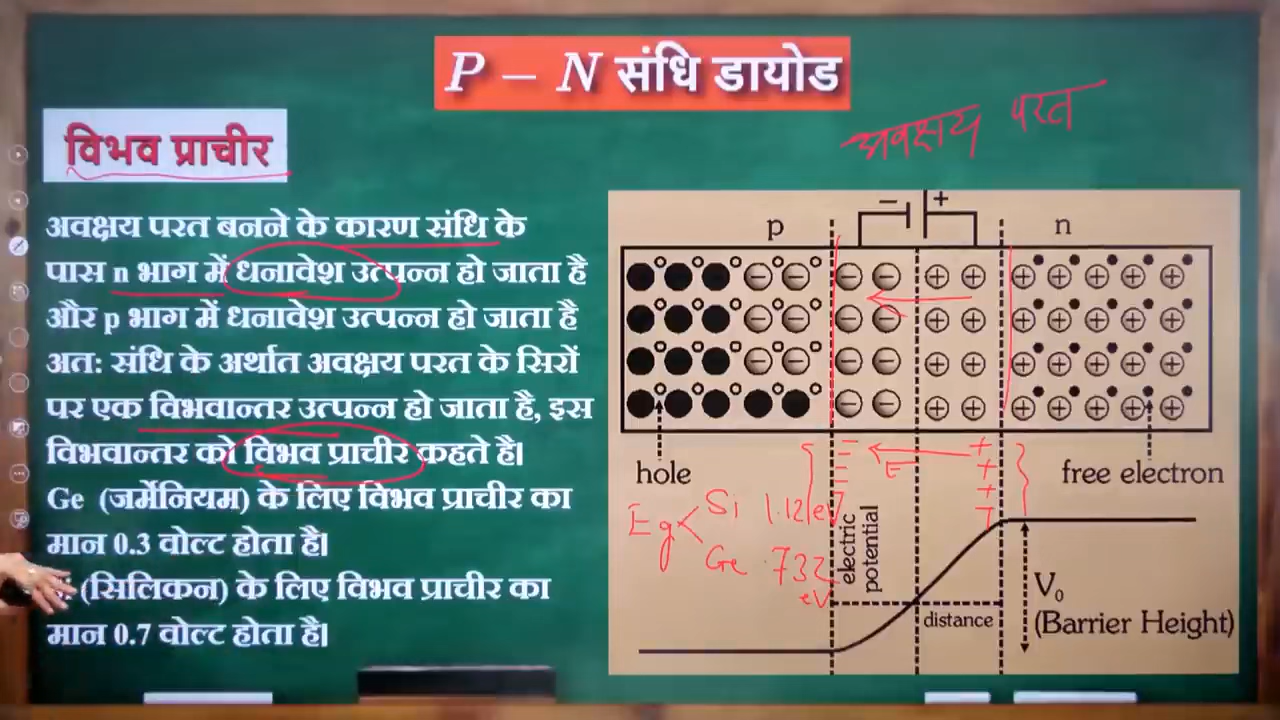 P - N संधि डायोड
अवक्षय परत
विभव प्राचीर
अवक्षय परत बनने के कारण संधि के
पास n भाग में धनावेश उत्पन्न हो जाता है
और p भाग में धनावेश उत्पन्न हो जाता है
अत: संधि के अर्थात अवक्षय परत के सिरों
पर एक विभवान्तर उत्पन्न हो जाता है, इस
विभवान्तर को विभव प्राचीर कहते है।
Ge (जर्मेनियम) के लिए विभव प्राचीर का
मान 0.3 वोल्ट होता है।
(सिलिकन) के लिए विभव प्राचीर का
मान 0.7 वोल्ट होता है।
− +
p n
hole
free electron
E
Eg
Si 1.12 eV
Ge .732
eV
electric
potential
distance
V₀
(Barrier Height)